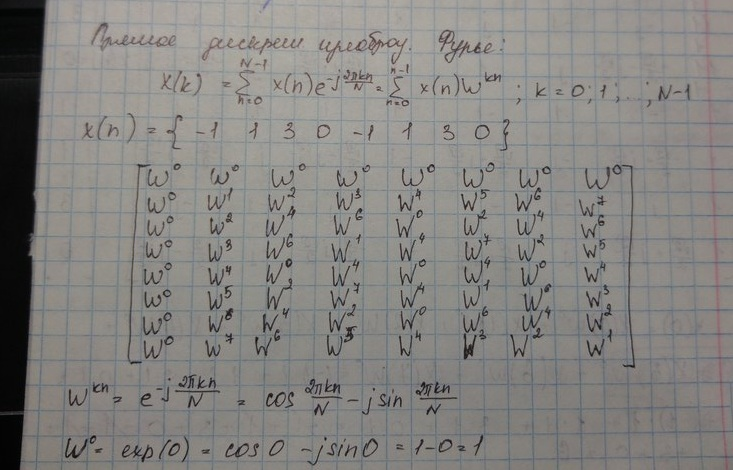 Прямое дискрет преобраз. Фурье:
X(k) = ∑_{n=0}^{N-1} x(n) e^{-j 2πkn/N} = ∑_{n=0}^{n-1} x(n) W^{kn} ; k = 0; 1; ...; N-1
x(n) = { -1 1 3 0 -1 1 3 0 }
W⁰ W⁰ W⁰ W⁰ W⁰ W⁰ W⁰ W⁰
W⁰ W¹ W² W³ W⁴ W⁵ W⁶ W⁷
W⁰ W² W⁴ W⁶ W⁰ W² W⁴ W⁶
W⁰ W³ W⁶ W¹ W⁴ W⁷ W² W⁵
W⁰ W⁴ W⁰ W⁴ W⁰ W⁴ W⁰ W⁴
W⁰ W⁵ W² W⁷ W⁴ W¹ W⁶ W³
W⁰ W⁶ W⁴ W² W⁰ W⁶ W⁴ W²
W⁰ W⁷ W⁶ W⁵ W⁴ W³ W² W¹
W^{kn} = e^{-j 2πkn/N} = cos 2πkn/N - j sin 2πkn/N
W⁰ = exp(0) = cos 0 - j sin 0 = 1-0 = 1